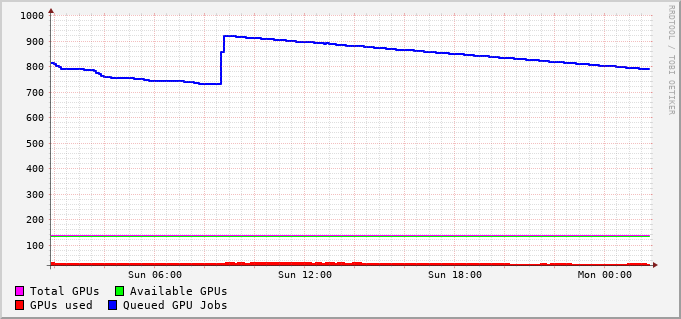 1000
900
800
700
600
500
400
300
200
100
Sun 06:00 Sun 12:00 Sun 18:00 Mon 00:00
Total GPUs Available GPUs
GPUs used Queued GPU Jobs
RRDTOOL / TOBI OETIKER